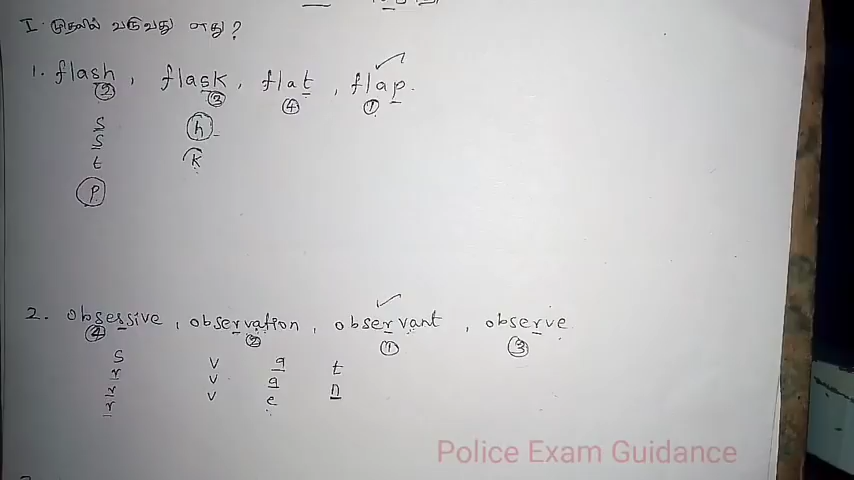 I. முதலில் வருவது எது?
1. flash, flask, flat, flap.
② ③ ④ ①
s h
s k
t
p
2. obsessive, observation, observant, observe
④ ② ① ③
s v a t
r v a n
r v e
r
Police Exam Guidance